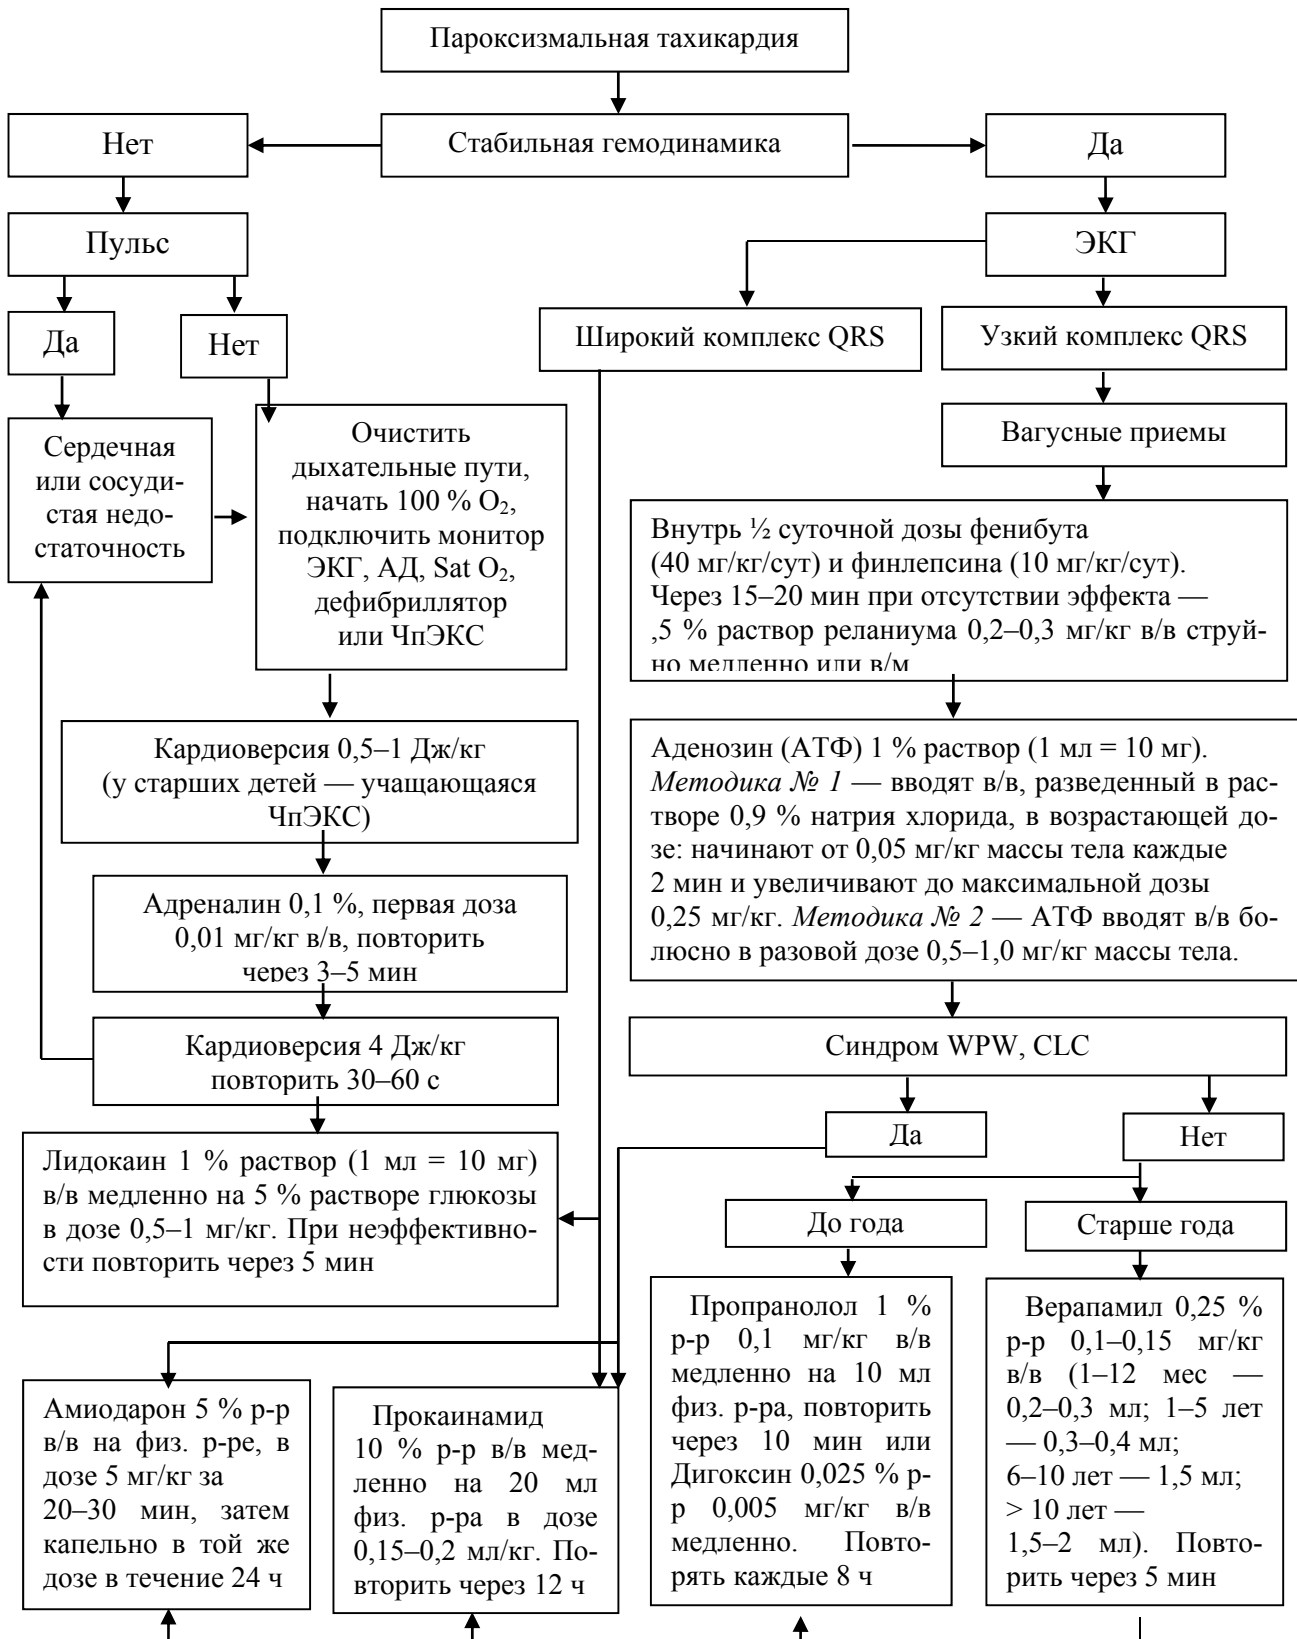 Пароксизмальная тахикардия
Нет
Стабильная гемодинамика
Да
Пульс
ЭКГ
Да
Нет
Широкий комплекс QRS
Узкий комплекс QRS
Сердечная
или сосуди-
стая недо-
статочность
Очистить
дыхательные пути,
начать 100 % O₂,
подключить монитор
ЭКГ, АД, Sat O₂,
дефибриллятор
или ЧпЭКС
Вагусные приемы
Внутрь ½ суточной дозы фенибута
(40 мг/кг/сут) и финлепсина (10 мг/кг/сут).
Через 15–20 мин при отсутствии эффекта —
,5 % раствор реланиума 0,2–0,3 мг/кг в/в струй-
но медленно или в/м
Кардиоверсия 0,5–1 Дж/кг
(у старших детей — учащающаяся
ЧпЭКС)
Аденозин (АТФ) 1 % раствор (1 мл = 10 мг).
Методика № 1 — вводят в/в, разведенный в рас-
творе 0,9 % натрия хлорида, в возрастающей до-
зе: начинают от 0,05 мг/кг массы тела каждые
2 мин и увеличивают до максимальной дозы
0,25 мг/кг. Методика № 2 — АТФ вводят в/в бо-
люсно в разовой дозе 0,5–1,0 мг/кг массы тела.
Адреналин 0,1 %, первая доза
0,01 мг/кг в/в, повторить
через 3–5 мин
Кардиоверсия 4 Дж/кг
повторить 30–60 с
Синдром WPW, CLC
Да
Нет
Лидокаин 1 % раствор (1 мл = 10 мг)
в/в медленно на 5 % растворе глюкозы
в дозе 0,5–1 мг/кг. При неэффективно-
сти повторить через 5 мин
До года
Старше года
Амиодарон 5 % р-р
в/в на физ. р-ре, в
дозе 5 мг/кг за
20–30 мин, затем
капельно в той же
дозе в течение 24 ч
Прокаинамид
10 % р-р в/в мед-
ленно на 20 мл
физ. р-ра в дозе
0,15–0,2 мл/кг. По-
вторить через 12 ч
Пропранолол 1 %
р-р 0,1 мг/кг в/в
медленно на 10 мл
физ. р-ра, повторить
через 10 мин или
Дигоксин 0,025 % р-
р 0,005 мг/кг в/в
медленно. Повто-
рять каждые 8 ч
Верапамил 0,25 %
р-р 0,1–0,15 мг/кг
в/в (1–12 мес —
0,2–0,3 мл; 1–5 лет
— 0,3–0,4 мл;
6–10 лет — 1,5 мл;
> 10 лет —
1,5–2 мл). Повто-
рить через 5 мин